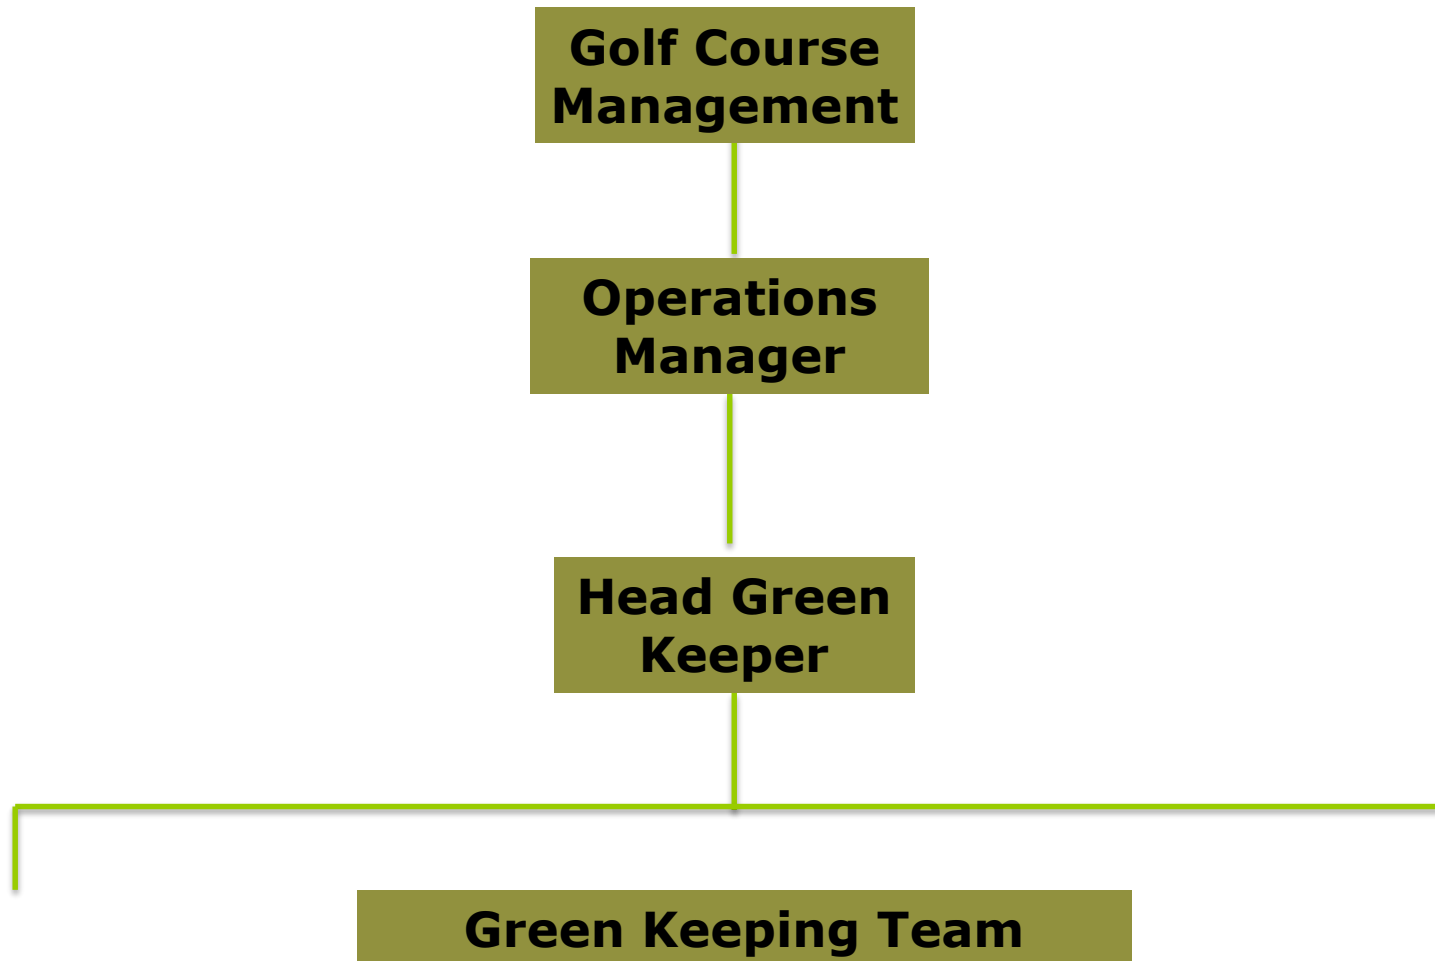 Golf Course
Management
Operations
Manager
Head Green
Keeper
Green Keeping Team